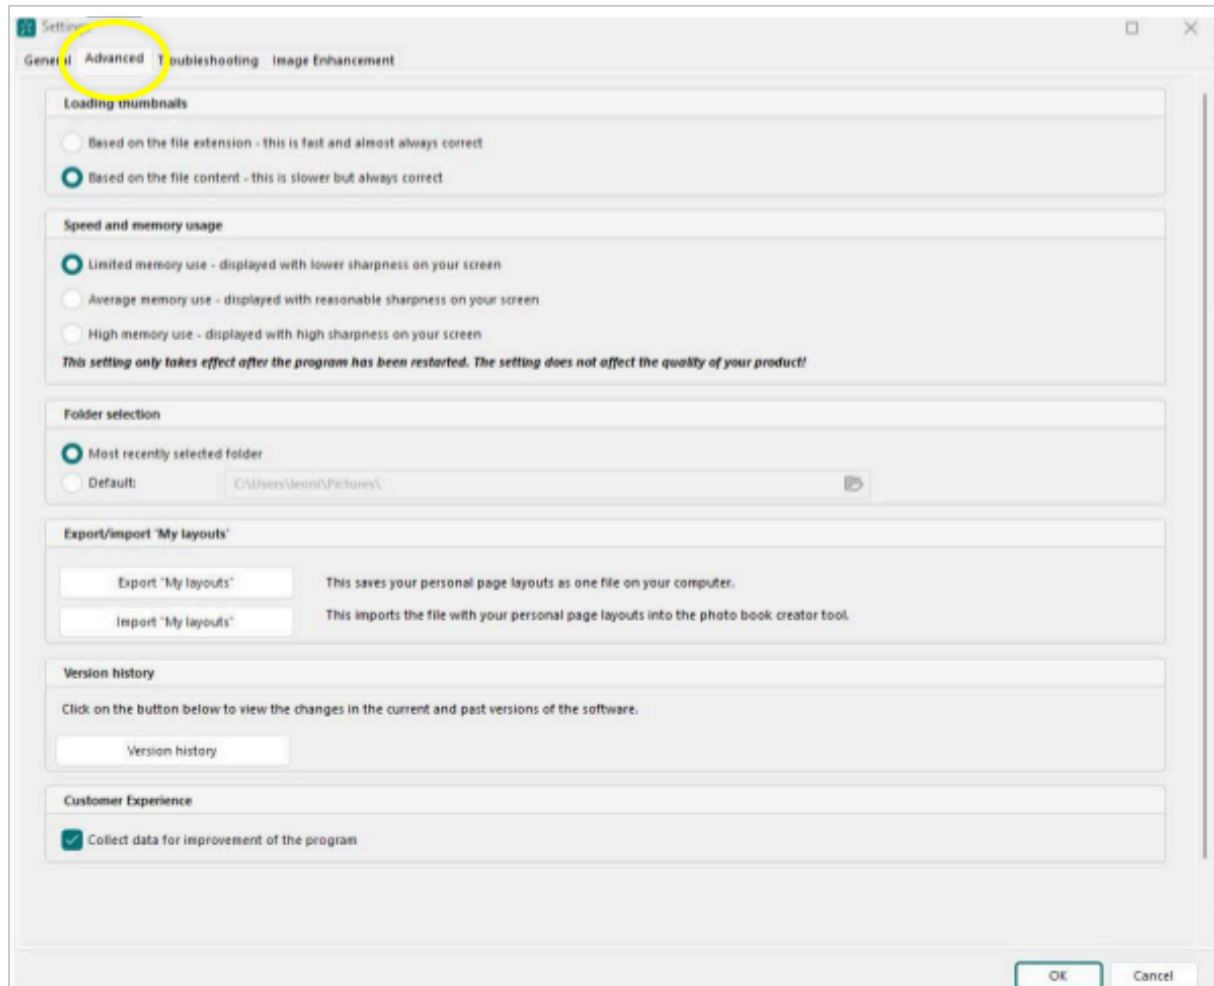 Settings
General Advanced Troubleshooting Image Enhancement
Loading thumbnails
Based on the file extension - this is fast and almost always correct
Based on the file content - this is slower but always correct
Speed and memory usage
Limited memory use - displayed with lower sharpness on your screen
Average memory use - displayed with reasonable sharpness on your screen
High memory use - displayed with high sharpness on your screen
This setting only takes effect after the program has been restarted. The setting does not affect the quality of your product!
Folder selection
Most recently selected folder
Default: C:\Users\leoni\Pictures\
Export/import 'My layouts'
Export 'My layouts' This saves your personal page layouts as one file on your computer.
Import 'My layouts' This imports the file with your personal page layouts into the photo book creator tool.
Version history
Click on the button below to view the changes in the current and past versions of the software.
Version history
Customer Experience
Collect data for improvement of the program
OK Cancel